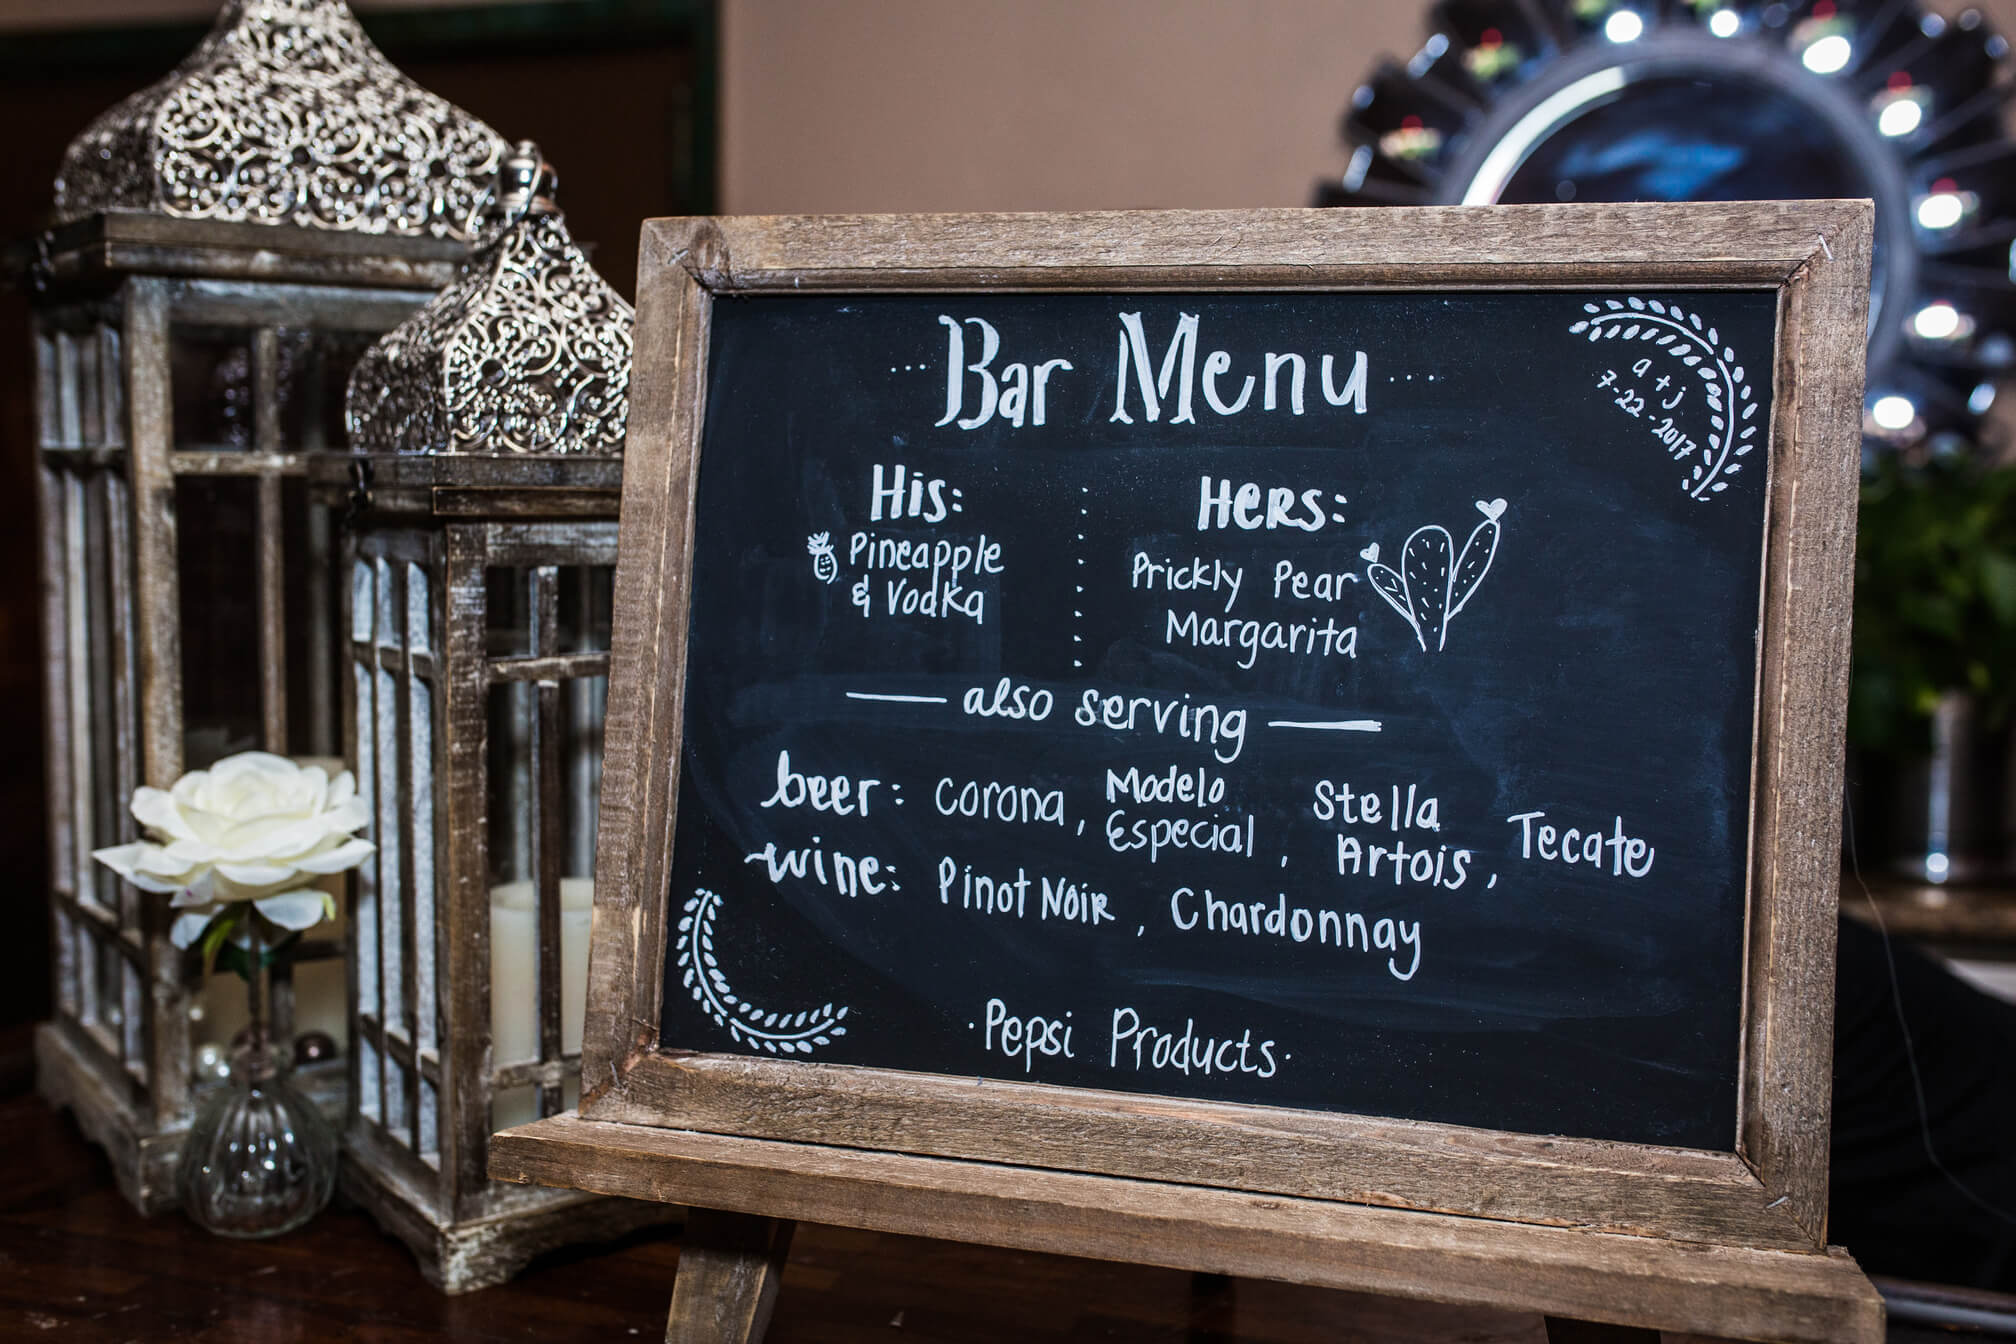 ...Bar Menu...
a + j
7-22-2017
His:
Pineapple
& Vodka
HERS:
Prickly Pear
Margarita
also serving
beer: corona, Modelo Especial, Stella Artois, Tecate
wine: Pinot Noir, Chardonnay
·Pepsi Products·